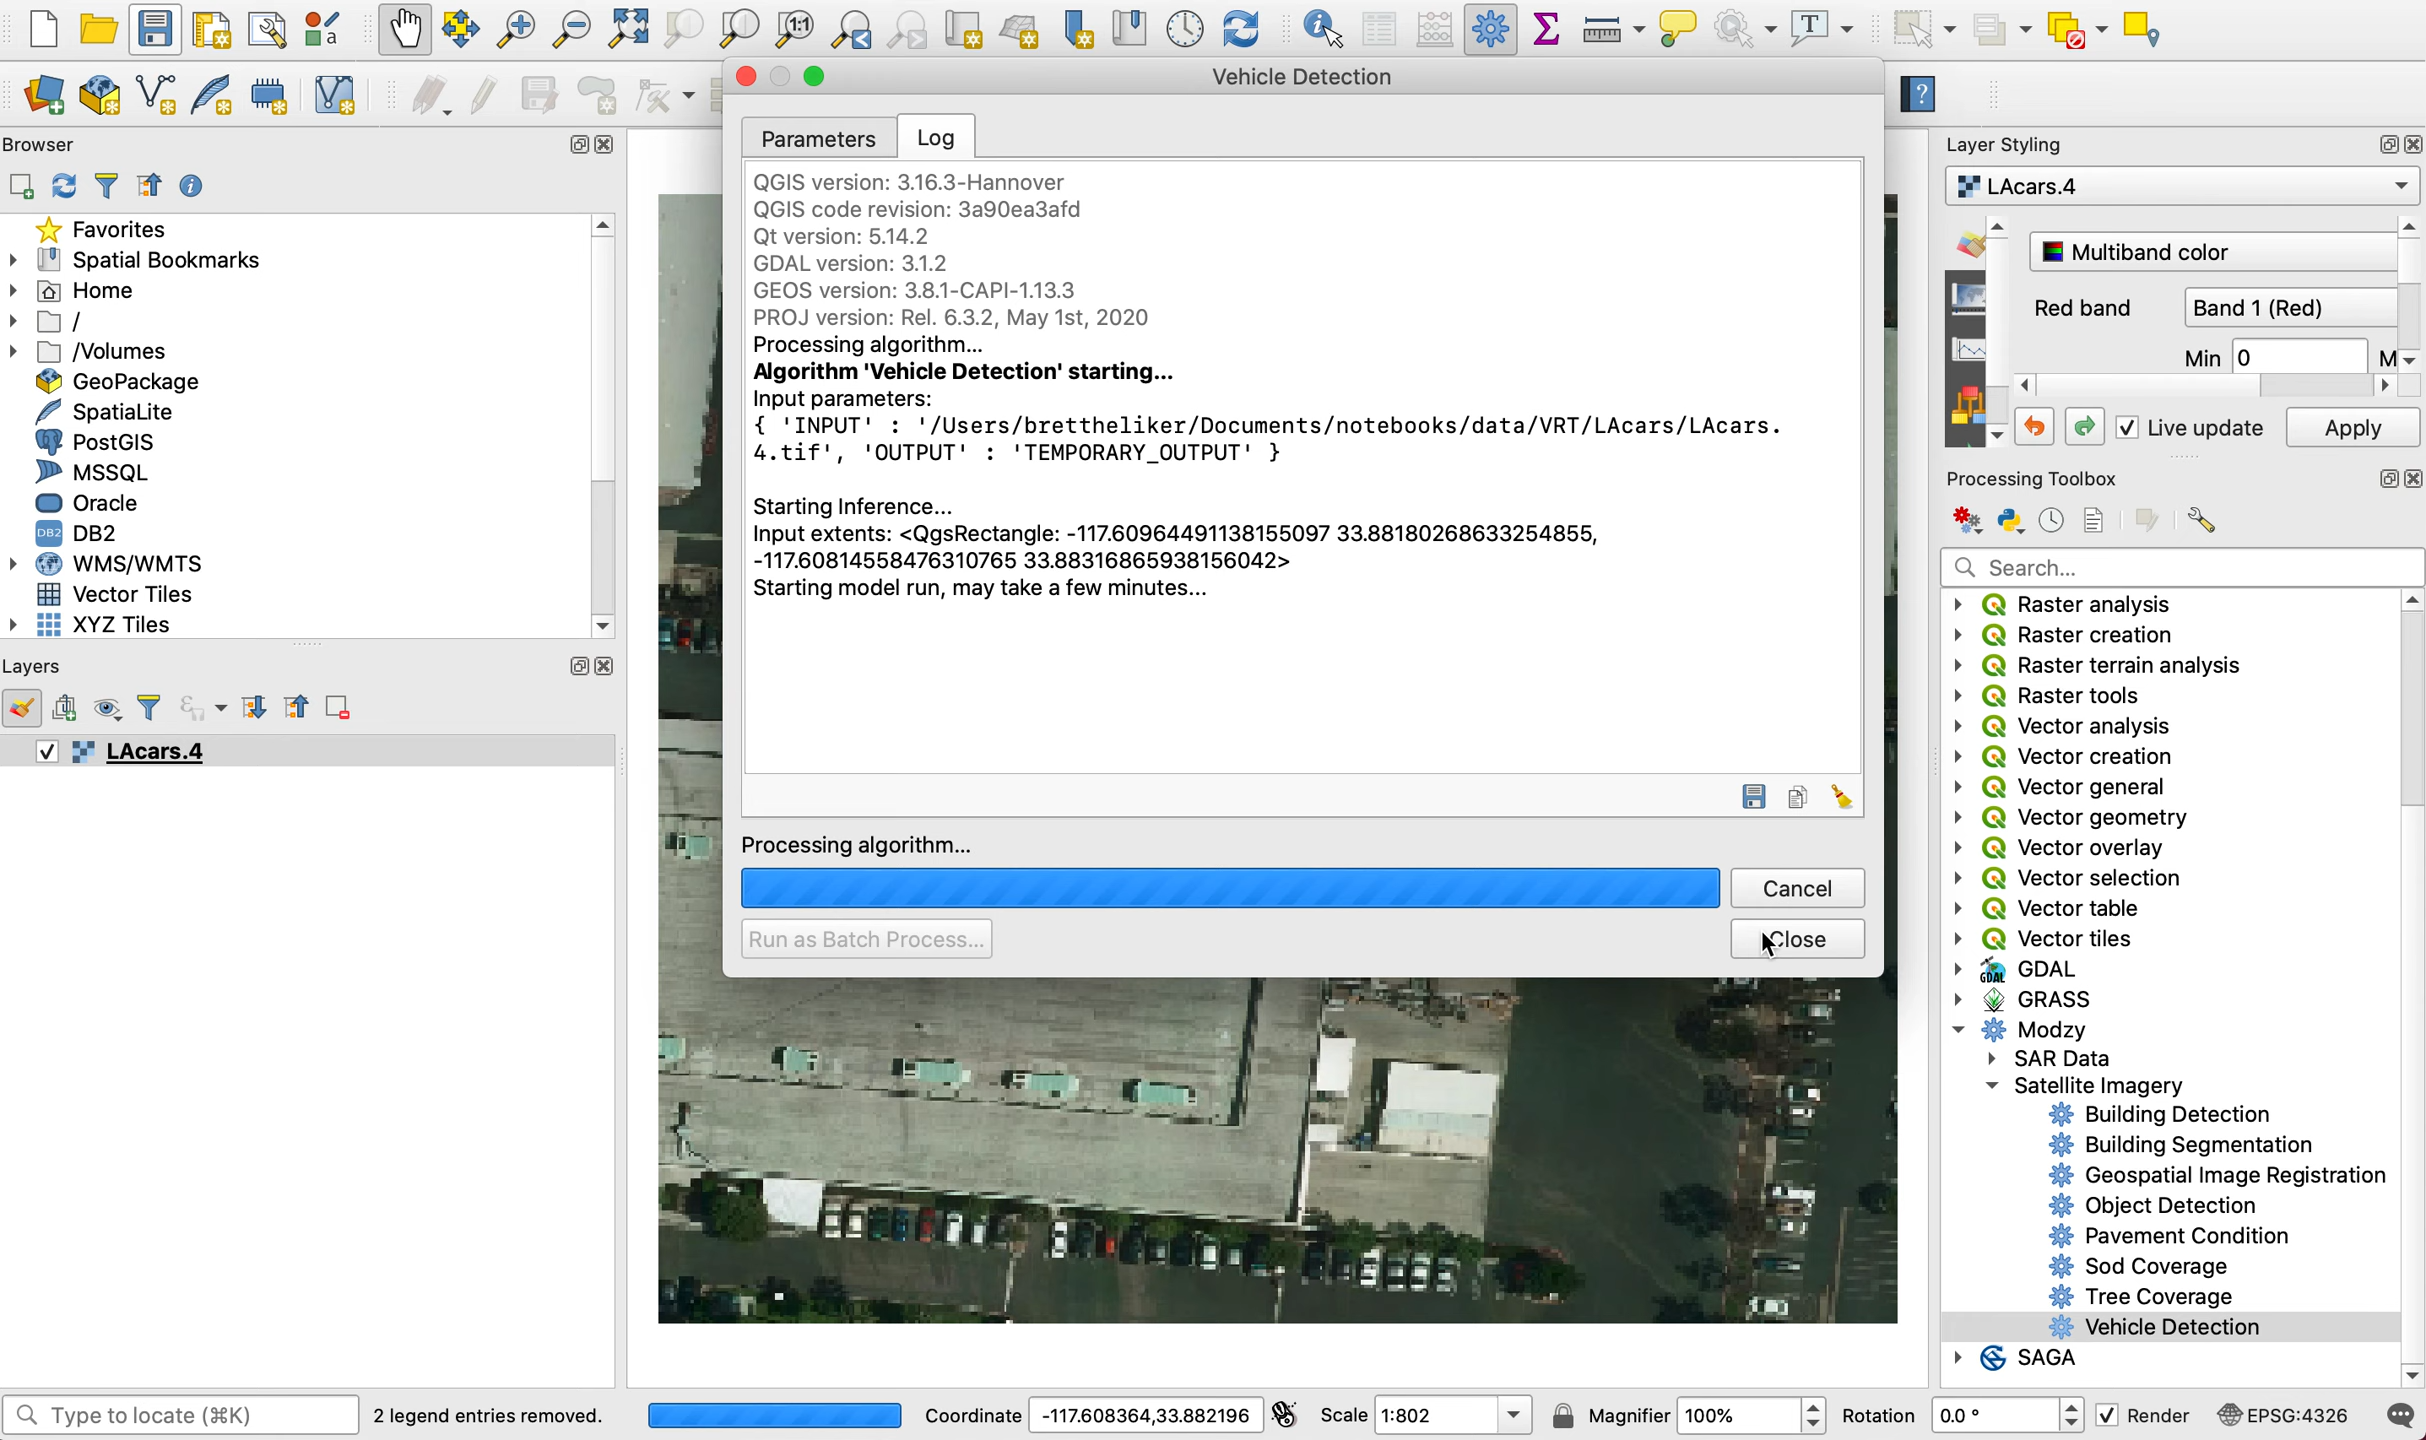 Vehicle Detection
Browser
Favorites
Spatial Bookmarks
Home
/
/Volumes
GeoPackage
SpatiaLite
PostGIS
MSSQL
Oracle
DB2
DB2
WMS/WMTS
Vector Tiles
XYZ Tiles
Layers
LAcars.4
Parameters
Log
QGIS version: 3.16.3-Hannover
QGIS code revision: 3a90ea3afd
Qt version: 5.14.2
GDAL version: 3.1.2
GEOS version: 3.8.1-CAPI-1.13.3
PROJ version: Rel. 6.3.2, May 1st, 2020
Processing algorithm...
Algorithm 'Vehicle Detection' starting...
Input parameters:
{ 'INPUT' : '/Users/brettheliker/Documents/notebooks/data/VRT/LAcars/LAcars.
4.tif', 'OUTPUT' : 'TEMPORARY_OUTPUT' }
Starting Inference...
Input extents: <QgsRectangle: -117.60964491138155097 33.88180268633254855,
-117.60814558476310765 33.88316865938156042>
Starting model run, may take a few minutes...
Processing algorithm...
Cancel
Run as Batch Process...
Close
Layer Styling
LAcars.4
Multiband color
Red band
Band 1 (Red)
Min
0
M
Live update
Apply
Processing Toolbox
Search...
Raster analysis
Raster creation
Raster terrain analysis
Raster tools
Vector analysis
Vector creation
Vector general
Vector geometry
Vector overlay
Vector selection
Vector table
Vector tiles
GDAL
GDAL
GRASS
Modzy
SAR Data
Satellite Imagery
Building Detection
Building Segmentation
Geospatial Image Registration
Object Detection
Pavement Condition
Sod Coverage
Tree Coverage
Vehicle Detection
SAGA
Type to locate (⌘K)
2 legend entries removed.
Coordinate
-117.608364,33.882196
Scale
1:802
Magnifier
100%
Rotation
0.0 °
Render
EPSG:4326